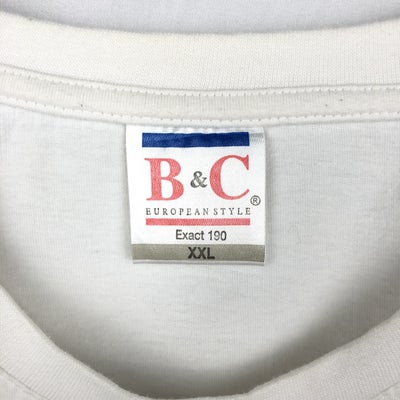 B & C ®
EUROPEAN STYLE
Exact 190
XXL